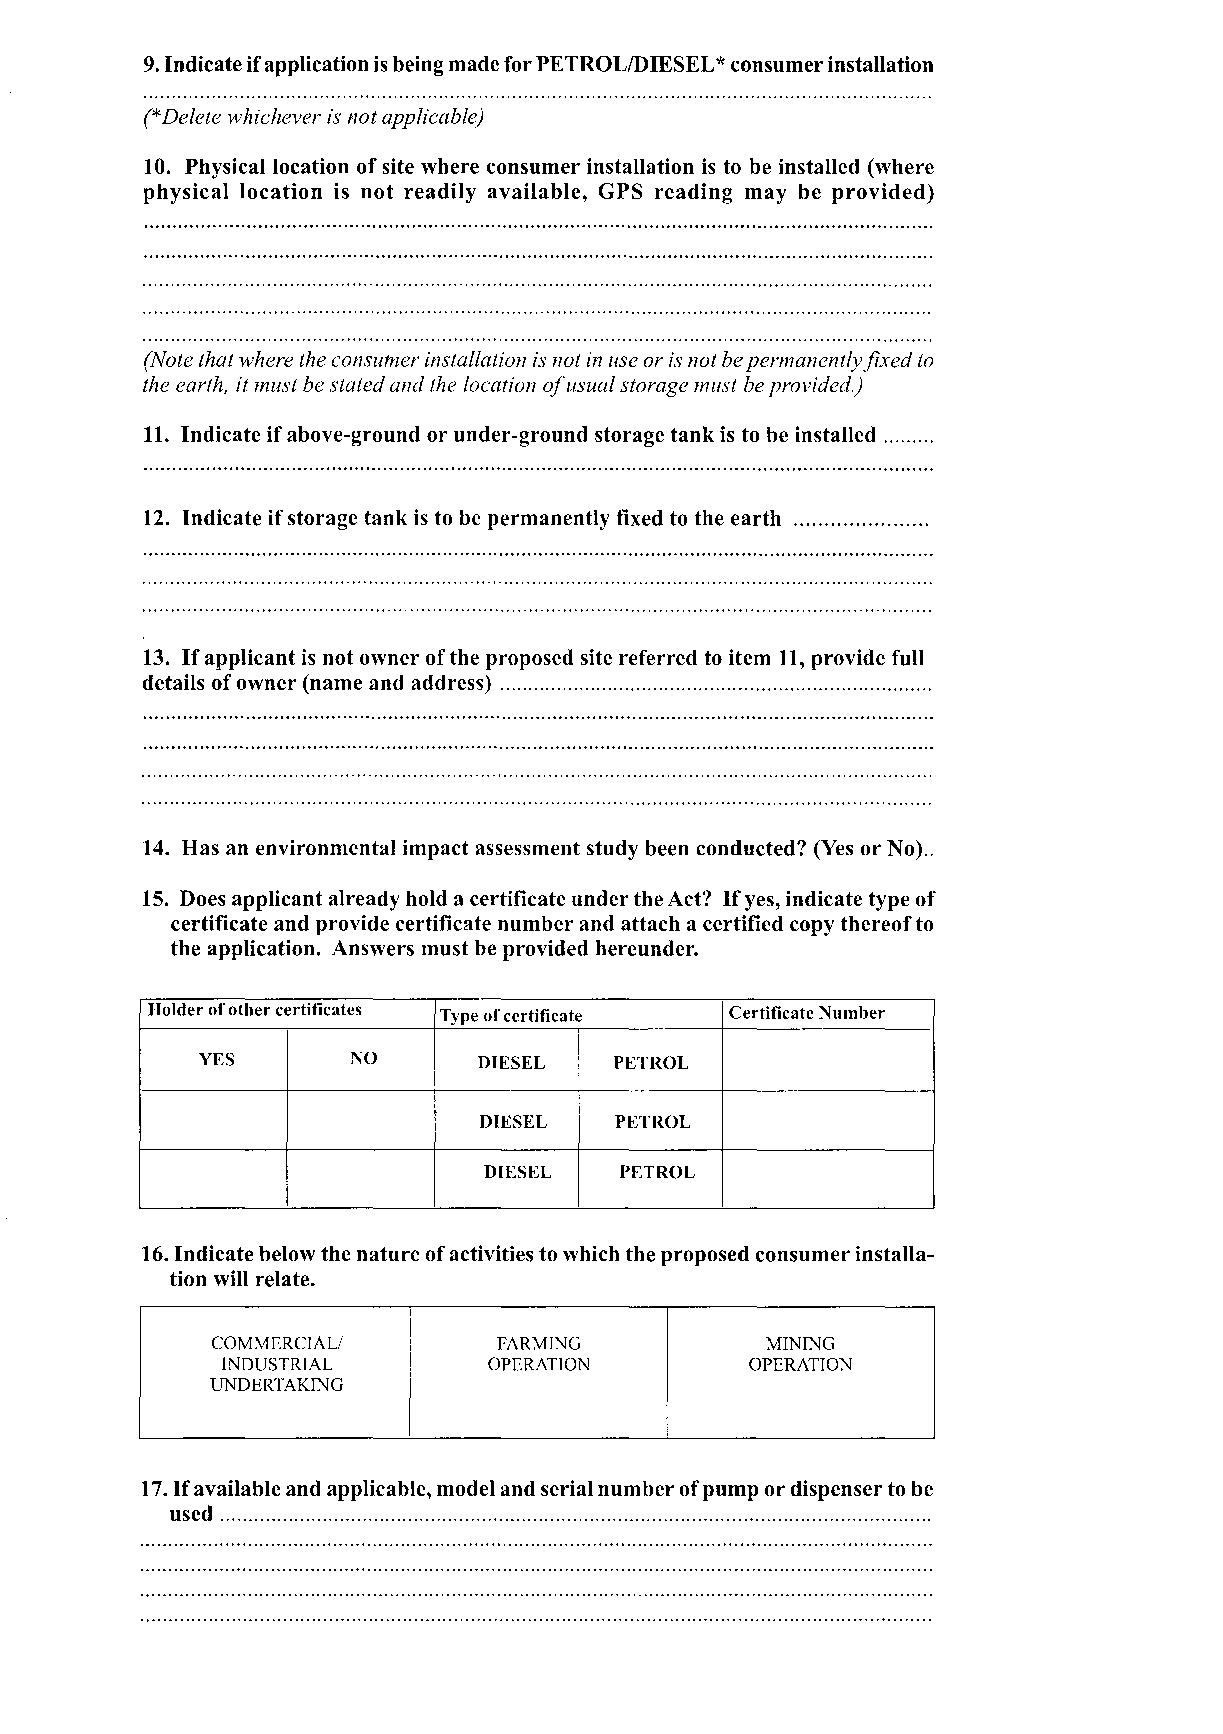 9. Indicate if application is being made for PETROL/DIESEL* consumer installation
................................................................................
(*Delete whichever is not applicable)
10. Physical location of site where consumer installation is to be installed (where
physical location is not readily available, GPS reading may be provided)
................................................................................
................................................................................
................................................................................
................................................................................
................................................................................
(Note that where the consumer installation is not in use or is not be permanently fixed to
the earth, it must be stated and the location of usual storage must be provided.)
11. Indicate if above-ground or under-ground storage tank is to be installed .........
................................................................................
12. Indicate if storage tank is to be permanently fixed to the earth ......................
................................................................................
................................................................................
................................................................................
13. If applicant is not owner of the proposed site referred to item 11, provide full
details of owner (name and address) ........................................................................
................................................................................
................................................................................
................................................................................
................................................................................
14. Has an environmental impact assessment study been conducted? (Yes or No)..
15. Does applicant already hold a certificate under the Act? If yes, indicate type of
certificate and provide certificate number and attach a certified copy thereof to
the application. Answers must be provided hereunder.
Holder of other certificates Type of certificate Certificate Number
YES NO DIESEL PETROL
DIESEL PETROL
DIESEL PETROL
16. Indicate below the nature of activities to which the proposed consumer installa-
tion will relate.
COMMERCIAL/ FARMING MINING
INDUSTRIAL OPERATION OPERATION
UNDERTAKING
17. If available and applicable, model and serial number of pump or dispenser to be
used ................................................................................
................................................................................
................................................................................
................................................................................
................................................................................